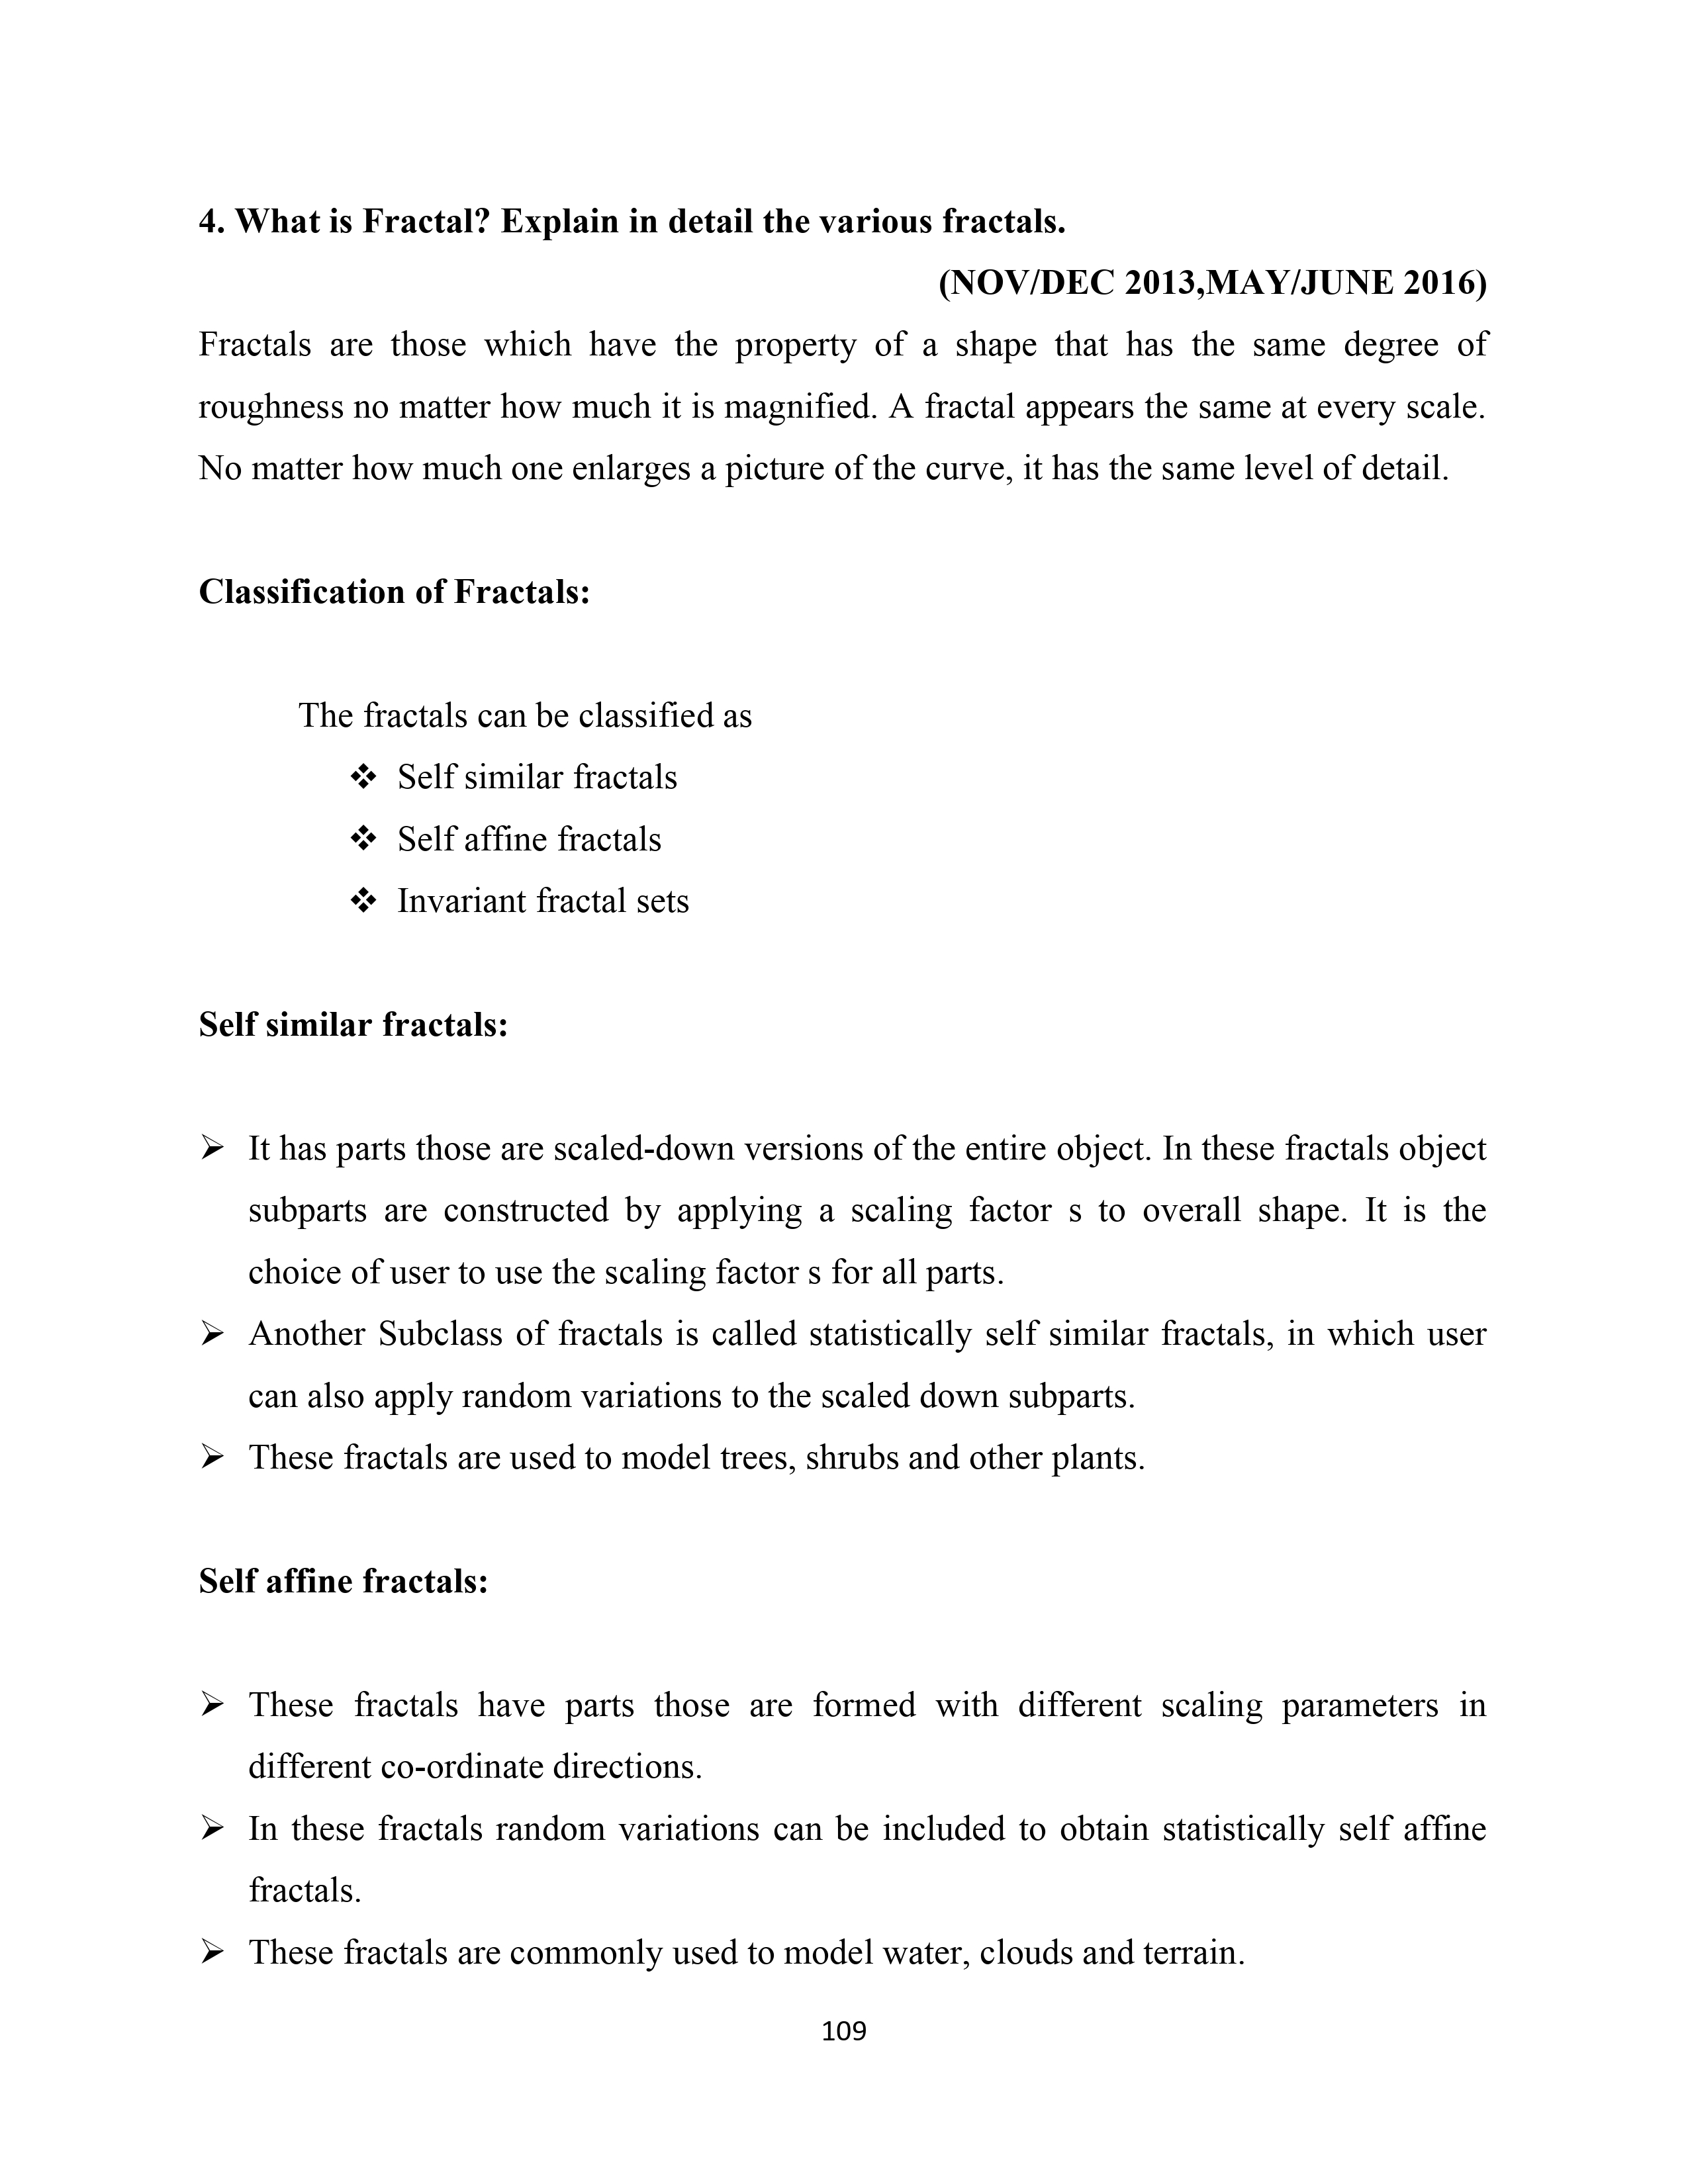 4. What is Fractal? Explain in detail the various fractals.
(NOV/DEC 2013,MAY/JUNE 2016)
Fractals are those which have the property of a shape that has the same degree of
roughness no matter how much it is magnified. A fractal appears the same at every scale.
No matter how much one enlarges a picture of the curve, it has the same level of detail.
Classification of Fractals:
The fractals can be classified as
❖ Self similar fractals
❖ Self affine fractals
❖ Invariant fractal sets
Self similar fractals:
➢ It has parts those are scaled-down versions of the entire object. In these fractals object
subparts are constructed by applying a scaling factor s to overall shape. It is the
choice of user to use the scaling factor s for all parts.
➢ Another Subclass of fractals is called statistically self similar fractals, in which user
can also apply random variations to the scaled down subparts.
➢ These fractals are used to model trees, shrubs and other plants.
Self affine fractals:
➢ These fractals have parts those are formed with different scaling parameters in
different co-ordinate directions.
➢ In these fractals random variations can be included to obtain statistically self affine
fractals.
➢ These fractals are commonly used to model water, clouds and terrain.
109